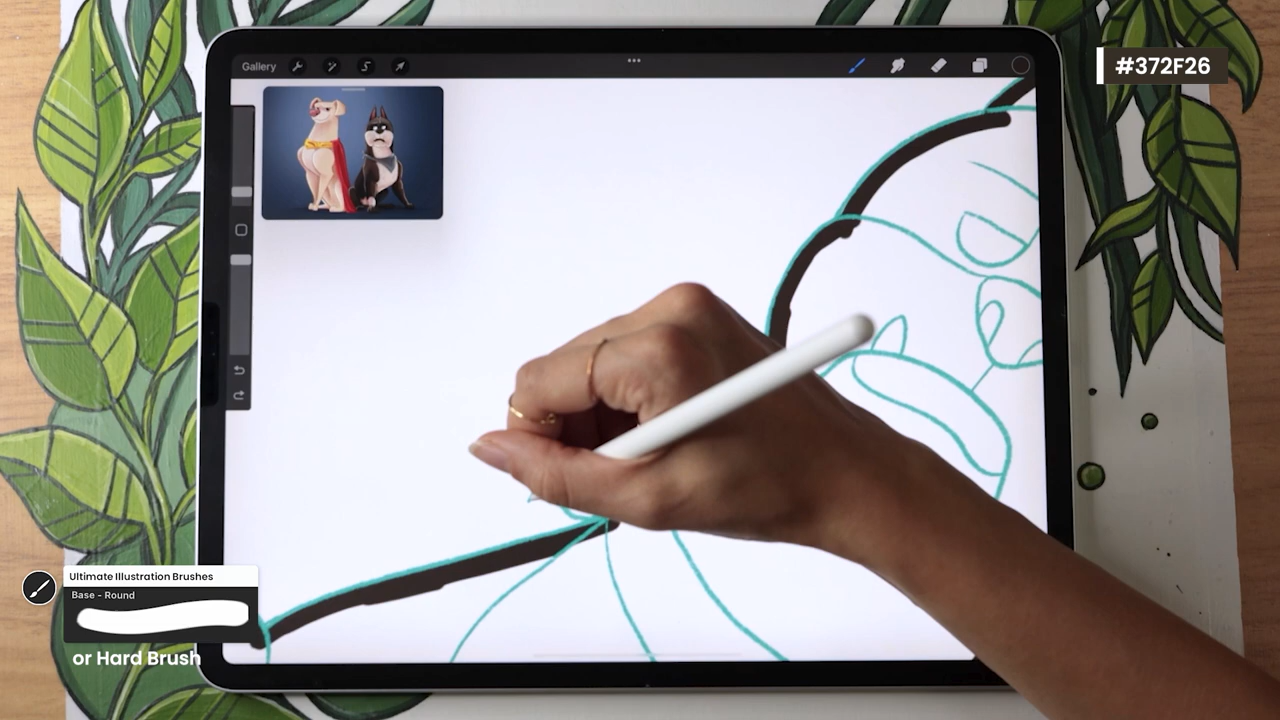 Gallery
#372F26
Ultimate Illustration Brushes
Base - Round
or Hard Brush